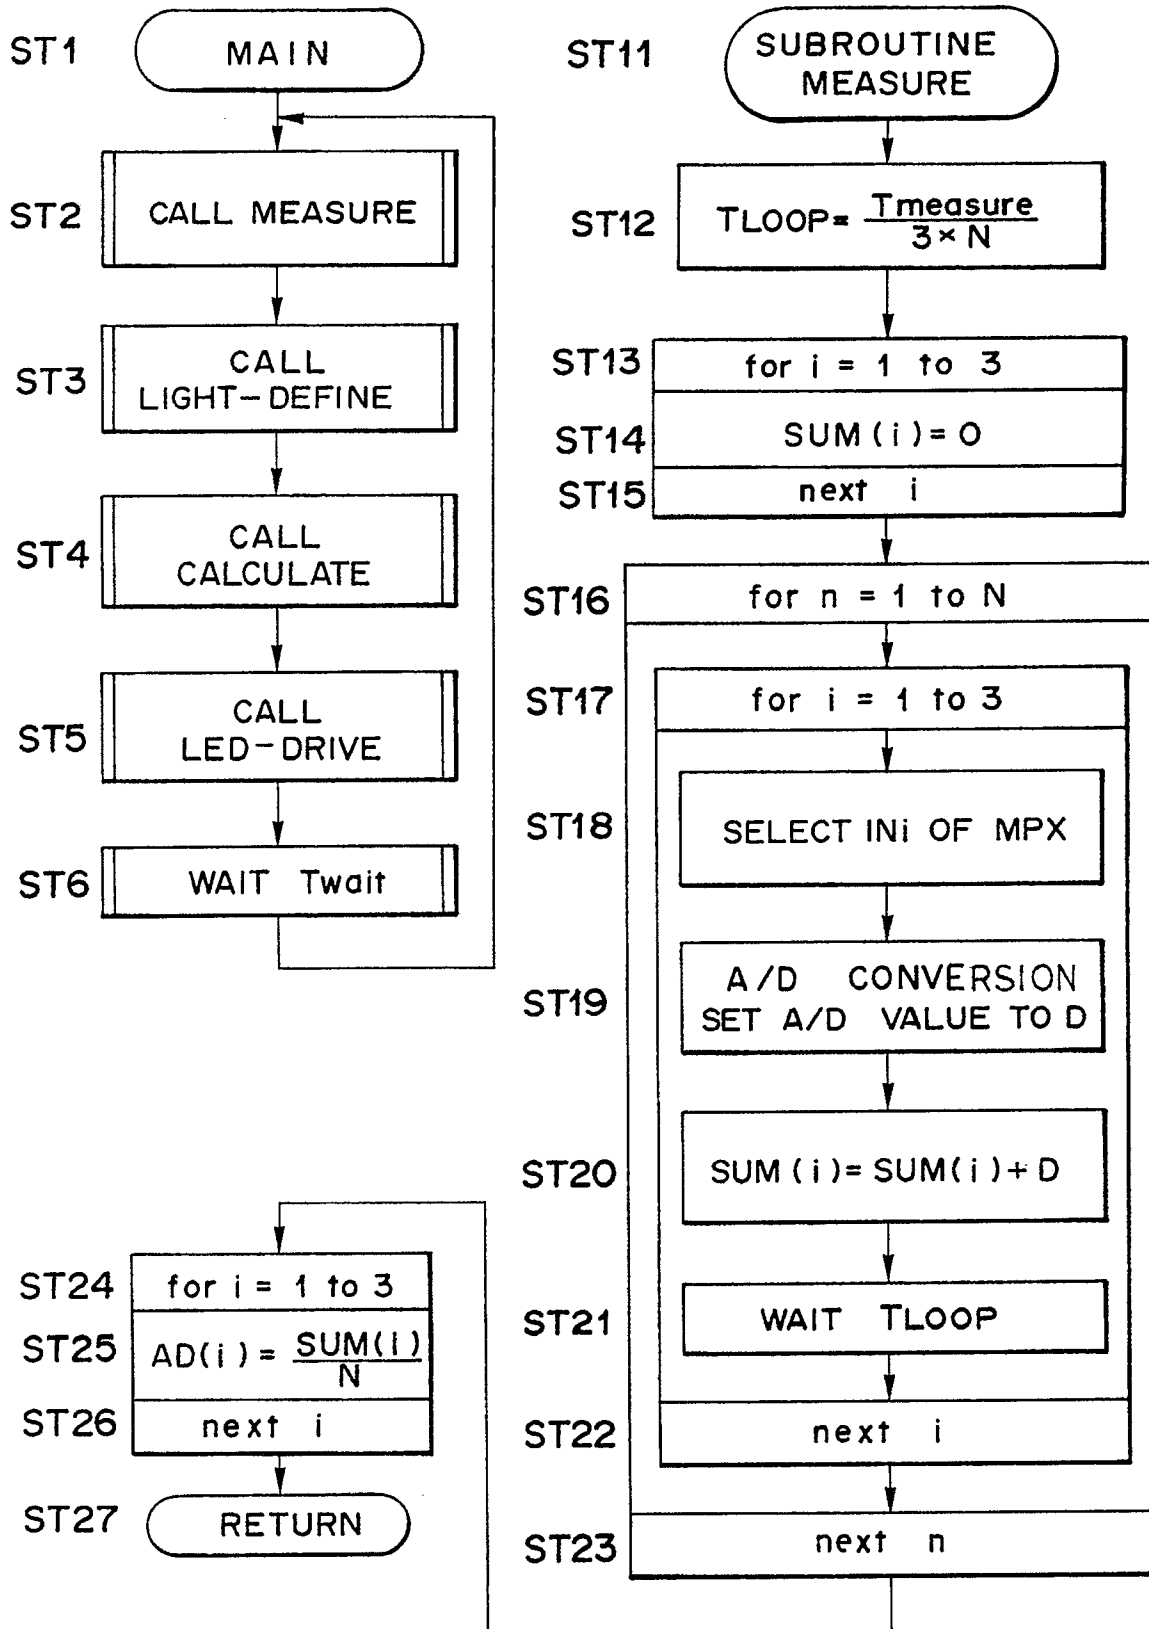 ST1 MAIN
ST2 CALL MEASURE
ST3 CALL
LIGHT-DEFINE
ST4 CALL
CALCULATE
ST5 CALL
LED-DRIVE
ST6 WAIT Twait
ST11 SUBROUTINE
MEASURE
ST12 TLOOP= Tmeasure
3×N
ST13 for i = 1 to 3
ST14 SUM(i)=0
ST15 next i
ST16 for n = 1 to N
ST17 for i = 1 to 3
ST18 SELECT INi OF MPX
ST19 A/D CONVERSION
SET A/D VALUE TO D
ST20 SUM(i)=SUM(i)+D
ST21 WAIT TLOOP
ST22 next i
ST23 next n
ST24 for i = 1 to 3
ST25 AD(i)= SUM(i)
N
ST26 next i
ST27 RETURN